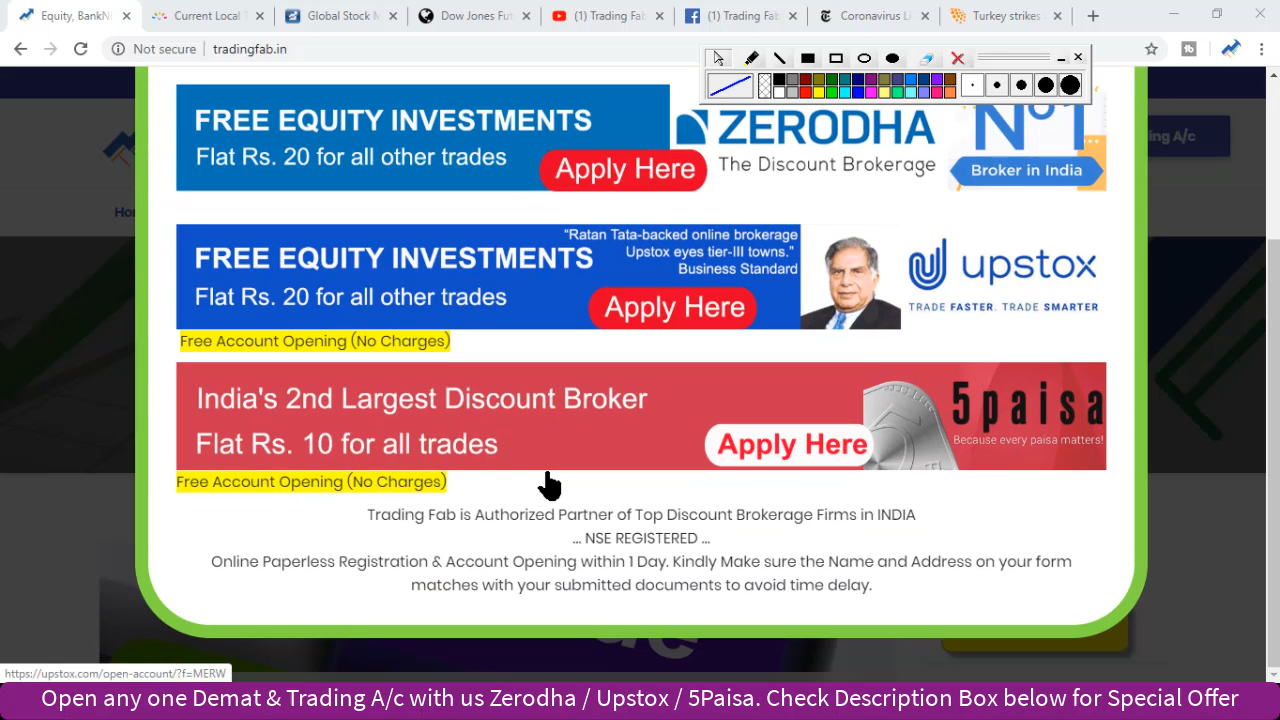 Equity, BankNi
Current Local T
Global Stock M
Dow Jones Fut
(1) Trading Fab
(1) Trading Fab
Coronavirus Li
Turkey strikes
Not secure
tradingfab.in
FREE EQUITY INVESTMENTS
Flat Rs. 20 for all other trades
Apply Here
ZERODHA
The Discount Brokerage
Nº1
Broker in India
ng A/c
Hor
FREE EQUITY INVESTMENTS
Flat Rs. 20 for all other trades
"Ratan Tata-backed online brokerage
Upstox eyes tier-III towns."
Business Standard
Apply Here
upstox
TRADE FASTER. TRADE SMARTER
Free Account Opening (No Charges)
India's 2nd Largest Discount Broker
Flat Rs. 10 for all trades
Apply Here
5paisa
Because every paisa matters!
Free Account Opening (No Charges)
Trading Fab is Authorized Partner of Top Discount Brokerage Firms in INDIA
... NSE REGISTERED ...
Online Paperless Registration & Account Opening within 1 Day. Kindly Make sure the Name and Address on your form
matches with your submitted documents to avoid time delay.
https://upstox.com/open-account/?f=MERW
Open any one Demat & Trading A/c with us Zerodha / Upstox / 5Paisa. Check Description Box below for Special Offer